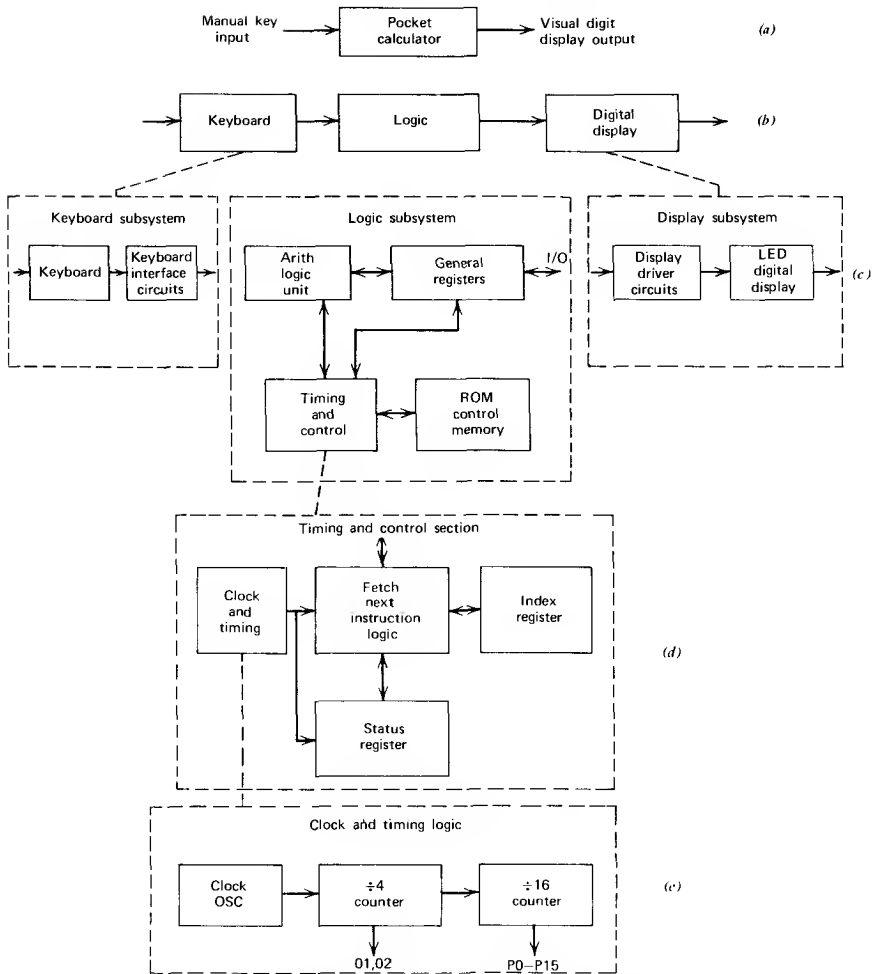 Manual key
input
Pocket
calculator
Visual digit
display output
(a)
Keyboard
Logic
Digital
display
(b)
Keyboard subsystem
Keyboard
Keyboard
interface
circuits
Logic subsystem
Arith
logic
unit
General
registers
I/O
Timing
and
control
ROM
control
memory
Display subsystem
Display
driver
circuits
LED
digital
display
(c)
Timing and control section
Clock
and
timing
Fetch
next
instruction
logic
Index
register
Status
register
(d)
Clock and timing logic
Clock
OSC
÷4
counter
÷16
counter
(e)
01,02
P0–P15